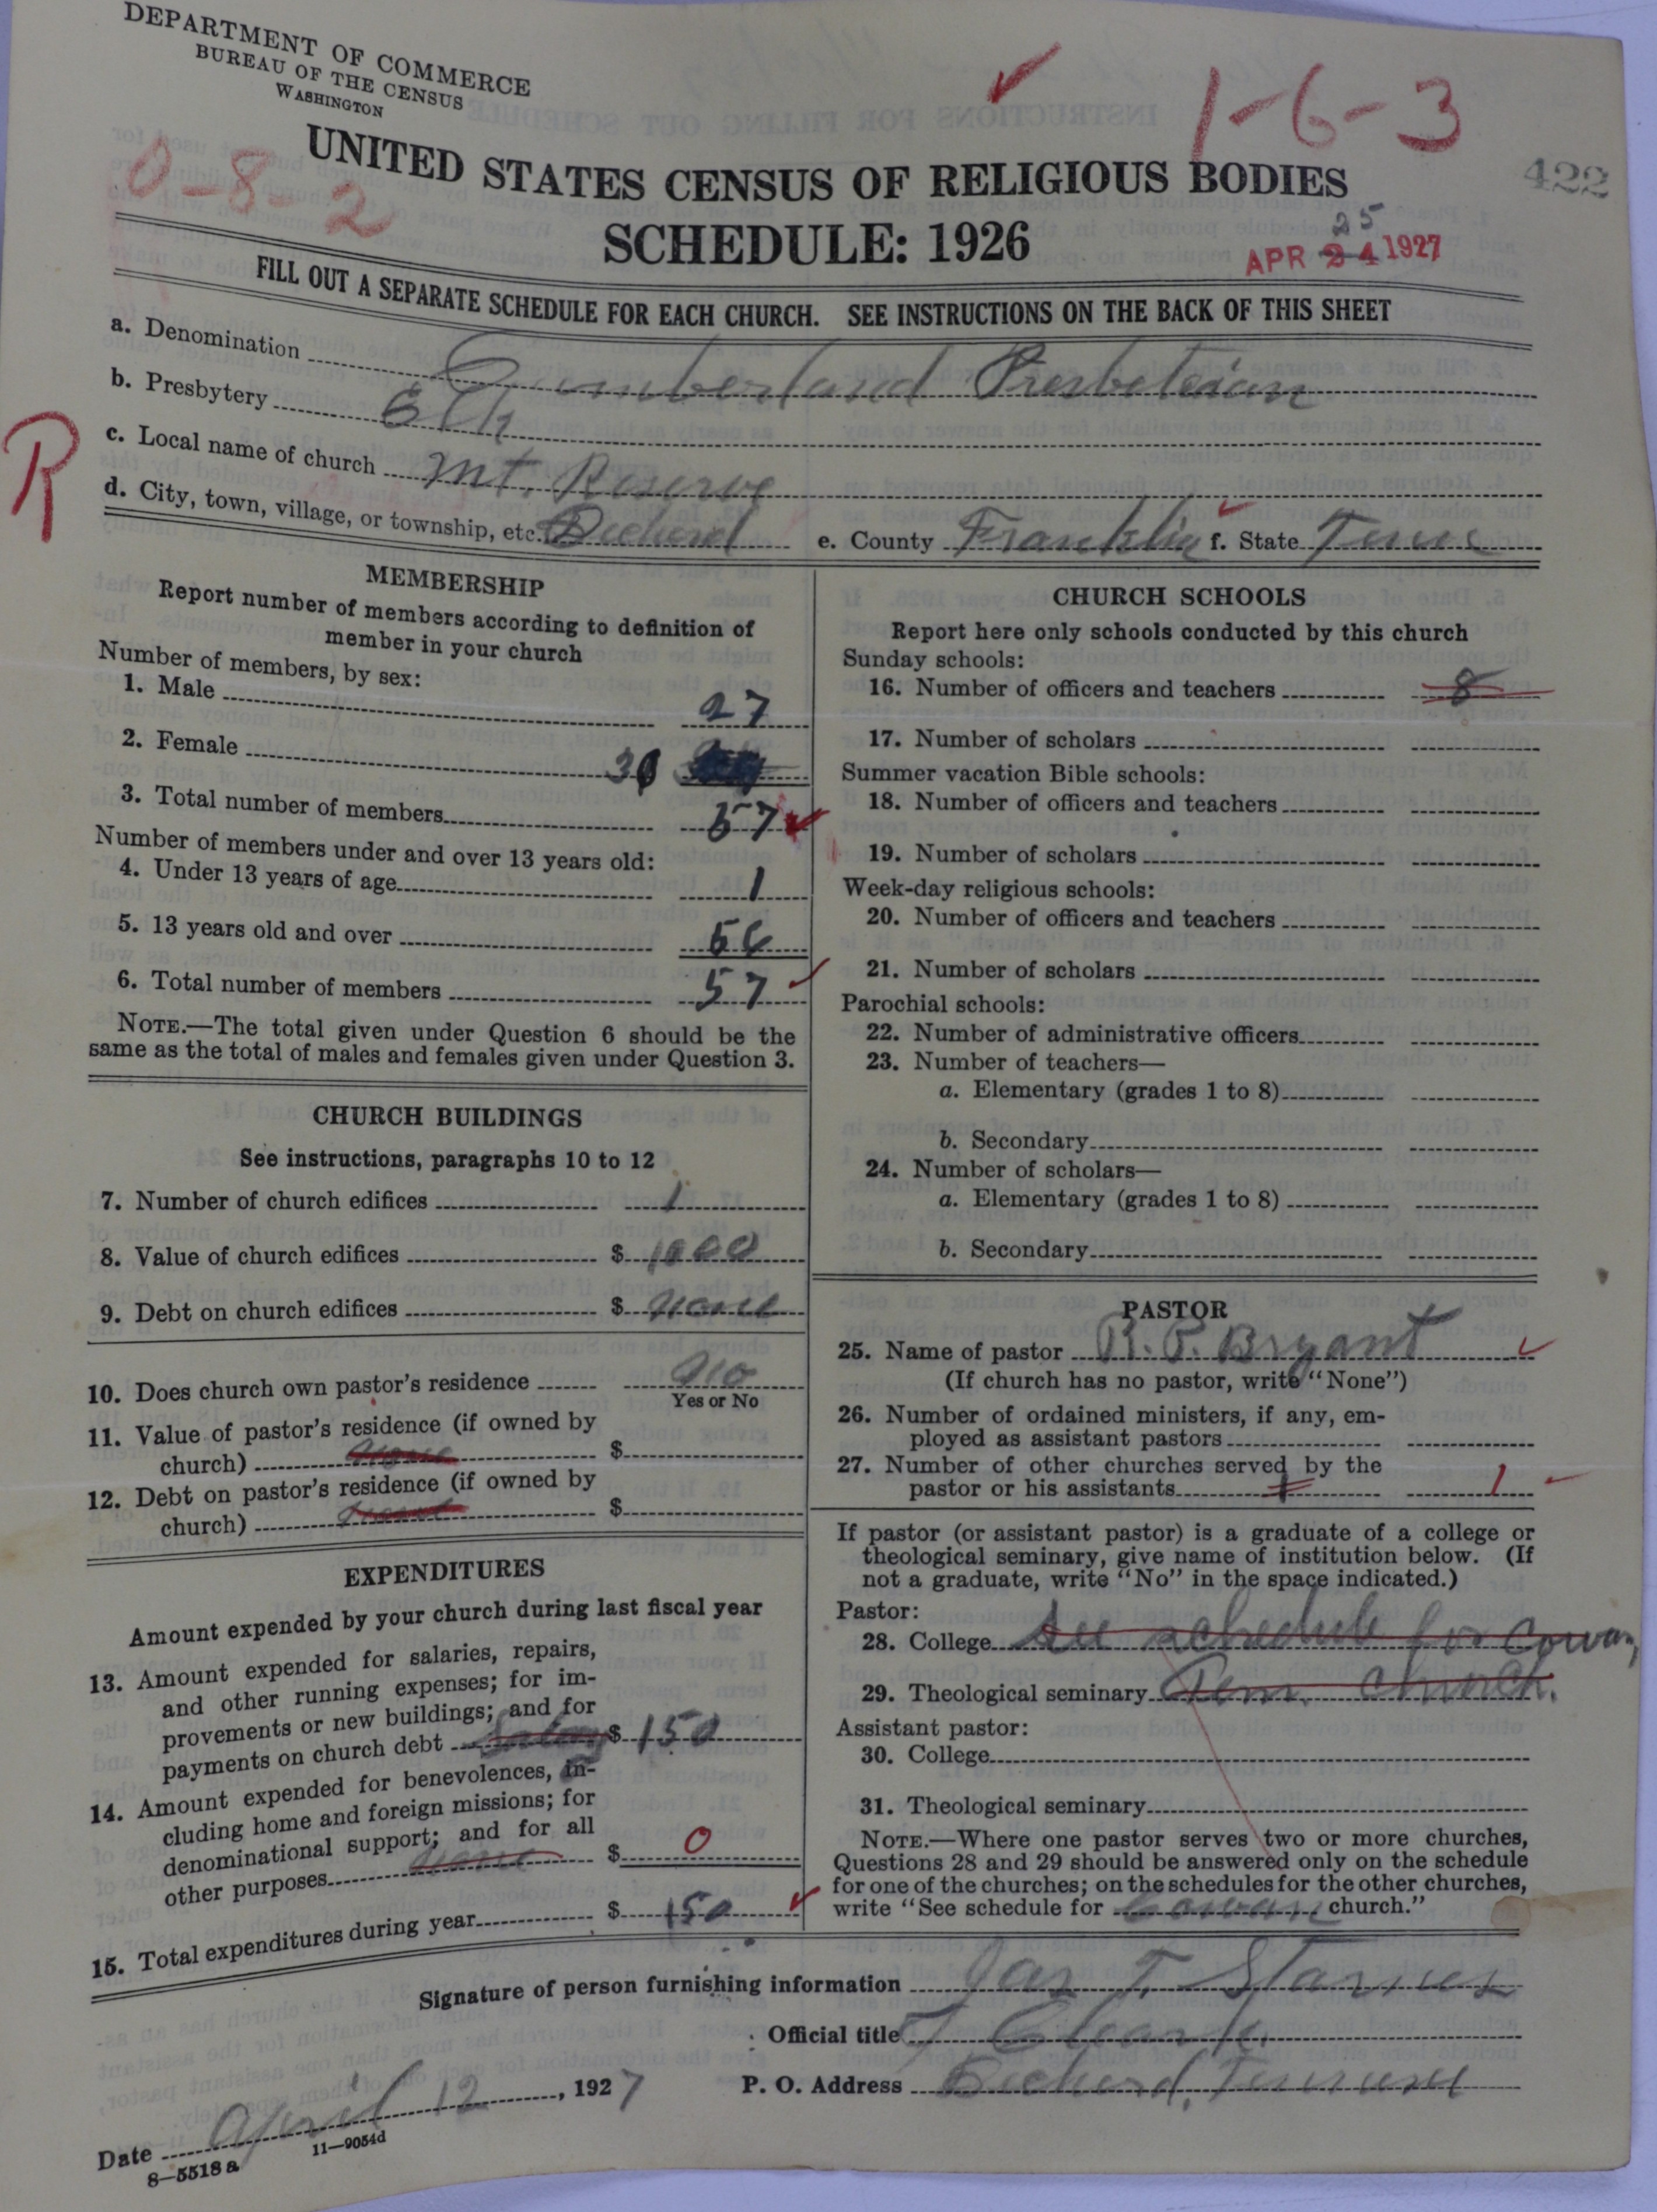 DEPARTMENT OF COMMERCE
BUREAU OF THE CENSUS
WASHINGTON
1-6-3
0-8-2
422
UNITED STATES CENSUS OF RELIGIOUS BODIES
SCHEDULE: 1926
25
APR 24 1927
FILL OUT A SEPARATE SCHEDULE FOR EACH CHURCH. SEE INSTRUCTIONS ON THE BACK OF THIS SHEET
a. Denomination Cumberland Presbeterian
b. Presbytery Elk
R
c. Local name of church Mt. Reserve
d. City, town, village, or township, etc. Decherd e. County Franklin f. State Tenn
MEMBERSHIP
Report number of members according to definition of
member in your church
Number of members, by sex:
1. Male 27
2. Female 30
3. Total number of members 57
Number of members under and over 13 years old:
4. Under 13 years of age 1
5. 13 years old and over 56
6. Total number of members 57
NOTE.—The total given under Question 6 should be the
same as the total of males and females given under Question 3.
CHURCH BUILDINGS
See instructions, paragraphs 10 to 12
7. Number of church edifices 1
8. Value of church edifices $ 1000
9. Debt on church edifices $ none
10. Does church own pastor's residence No
Yes or No
11. Value of pastor's residence (if owned by
church) none $
12. Debt on pastor's residence (if owned by
church) none $
EXPENDITURES
Amount expended by your church during last fiscal year
13. Amount expended for salaries, repairs,
and other running expenses; for im-
provements or new buildings; and for
payments on church debt Salary $ 150
14. Amount expended for benevolences, in-
cluding home and foreign missions; for
denominational support; and for all
other purposes none $ 0
15. Total expenditures during year $ 150
CHURCH SCHOOLS
Report here only schools conducted by this church
Sunday schools:
16. Number of officers and teachers 8
17. Number of scholars
Summer vacation Bible schools:
18. Number of officers and teachers
19. Number of scholars
Week-day religious schools:
20. Number of officers and teachers
21. Number of scholars
Parochial schools:
22. Number of administrative officers
23. Number of teachers—
a. Elementary (grades 1 to 8)
b. Secondary
24. Number of scholars—
a. Elementary (grades 1 to 8)
b. Secondary
PASTOR
25. Name of pastor R. P. Bryant
(If church has no pastor, write "None")
26. Number of ordained ministers, if any, em-
ployed as assistant pastors
27. Number of other churches served by the
pastor or his assistants 1 1
If pastor (or assistant pastor) is a graduate of a college or
theological seminary, give name of institution below. (If
not a graduate, write "No" in the space indicated.)
Pastor:
28. College See schedule for Cowan,
29. Theological seminary Tenn. Church.
Assistant pastor:
30. College
31. Theological seminary
NOTE.—Where one pastor serves two or more churches,
Questions 28 and 29 should be answered only on the schedule
for one of the churches; on the schedules for the other churches,
write "See schedule for Cowan church."
Signature of person furnishing information Jas T. Starnes
Official title Clerk.
P. O. Address Decherd, Tennessee
Date April 12, 1927
8—5518 a 11—9054d